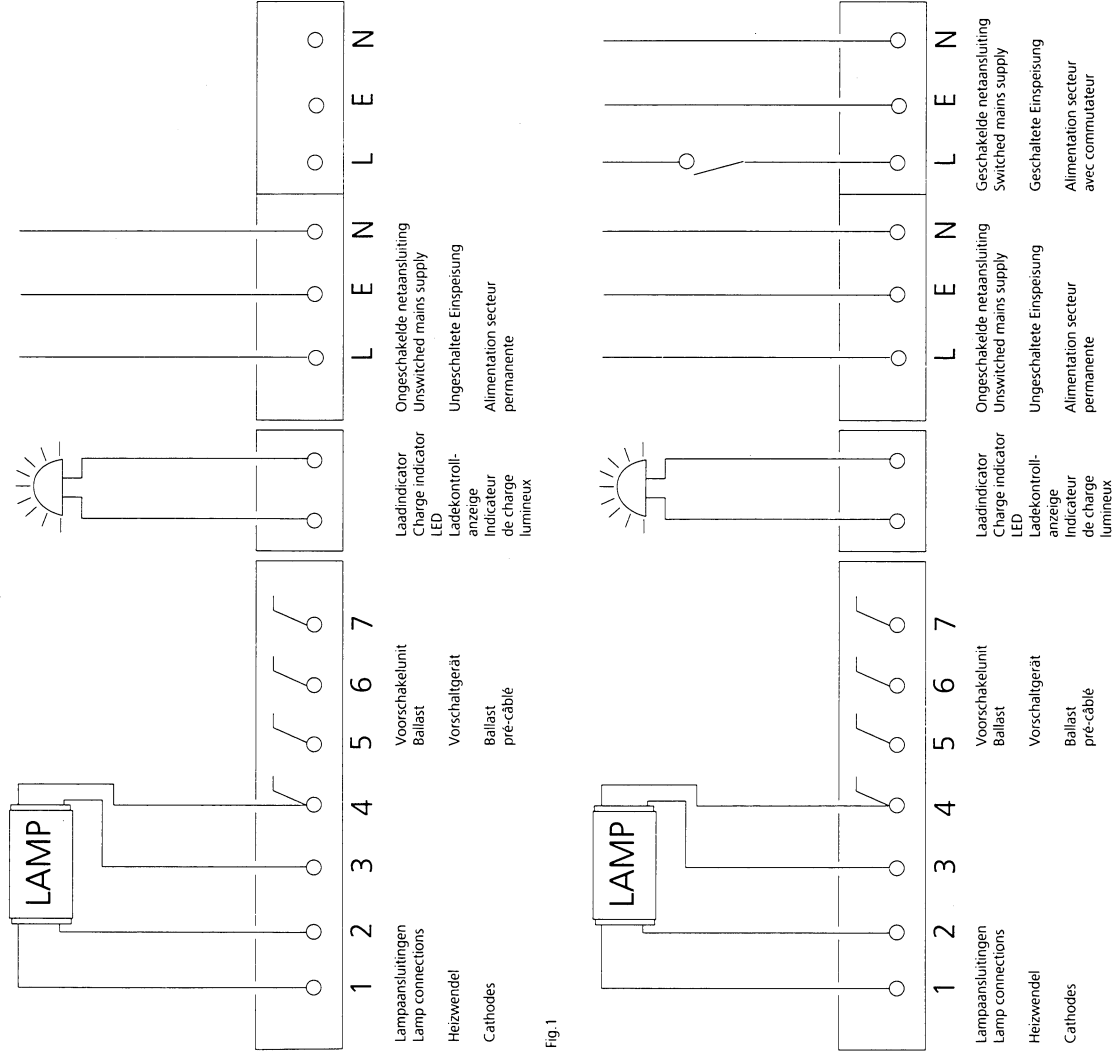 LAMP
1 2 3 4 5 6 7 L E N L E N
Lampaansluitingen
Lamp connections
Heizwendel
Cathodes
Voorschakelunit
Ballast
Vorschaltgerät
Ballast
pré-câblé
Laadindicator
Charge indicator
LED
Ladekontroll-
anzeige
Indicateur
de charge
lumineux
Ongeschakelde netaansluiting
Unswitched mains supply
Ungeschaltete Einspeisung
Alimentation secteur
permanente
Fig.1
LAMP
1 2 3 4 5 6 7 L E N L E N
Lampaansluitingen
Lamp connections
Heizwendel
Cathodes
Voorschakelunit
Ballast
Vorschaltgerät
Ballast
pré-câblé
Laadindicator
Charge indicator
LED
Ladekontroll-
anzeige
Indicateur
de charge
lumineux
Ongeschakelde netaansluiting
Unswitched mains supply
Ungeschaltete Einspeisung
Alimentation secteur
permanente
Geschakelde netaansluiting
Switched mains supply
Geschaltete Einspeisung
Alimentation secteur
avec commutateur